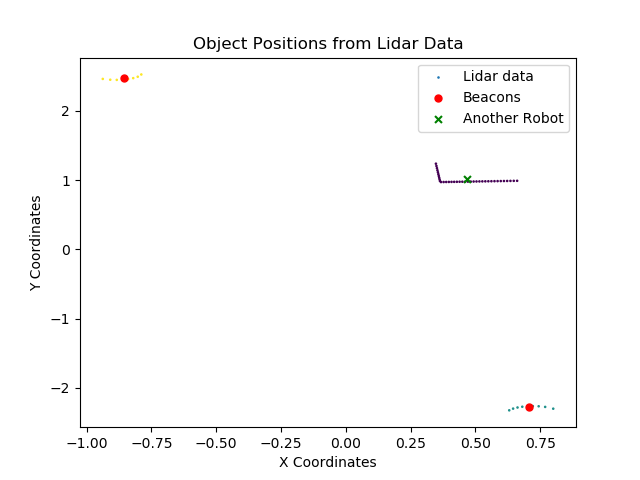 Object Positions from Lidar Data
Lidar data
Beacons
Another Robot
Y Coordinates
2
1
0
−1
−2
−1.00 −0.75 −0.50 −0.25 0.00 0.25 0.50 0.75
X Coordinates